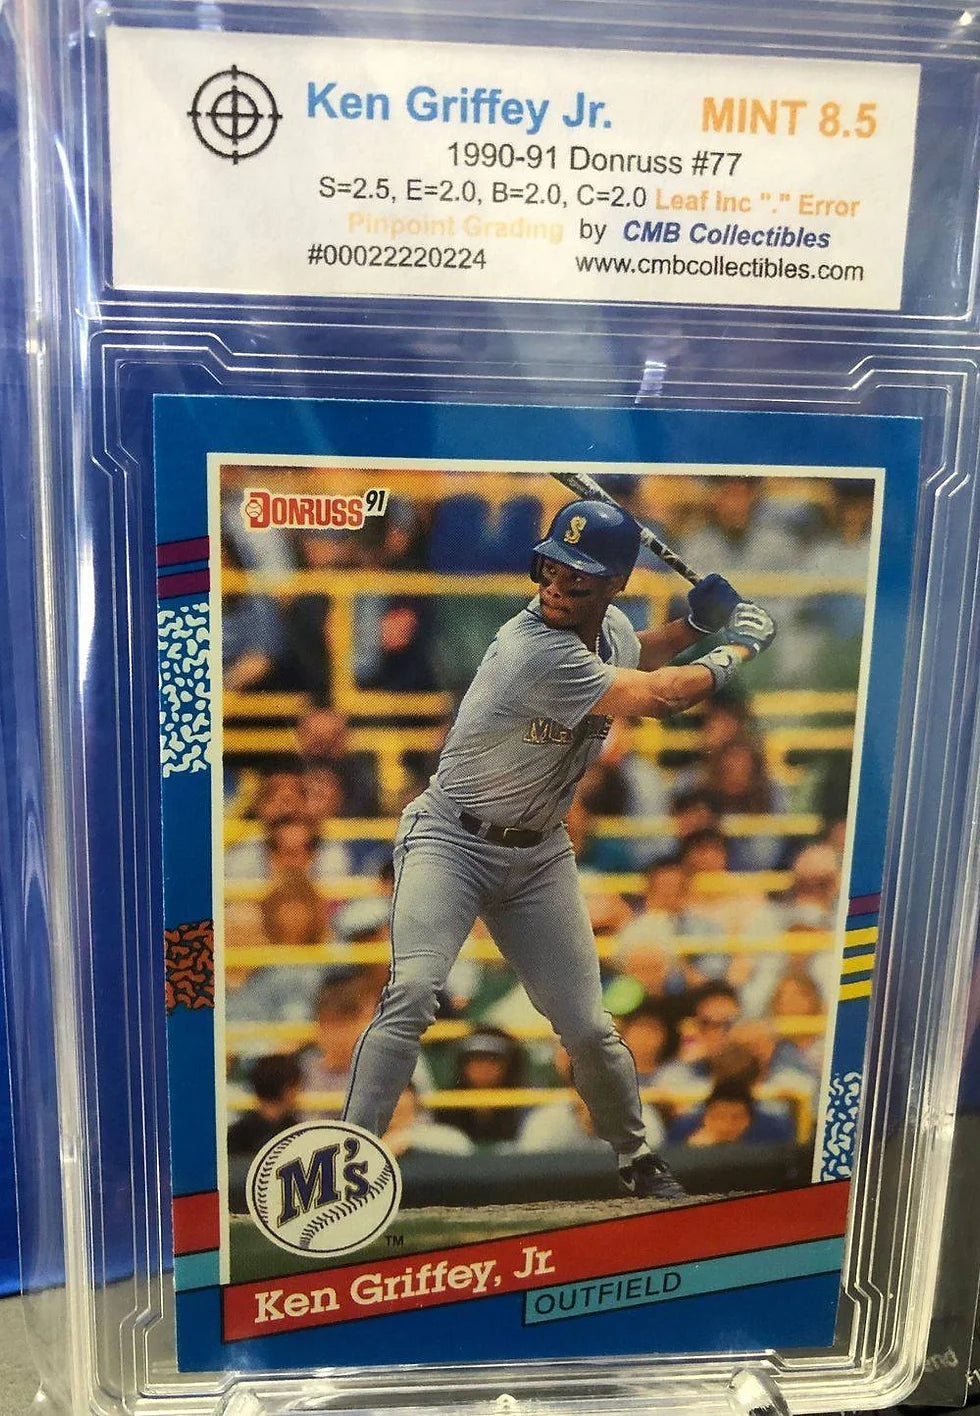 Ken Griffey Jr. MINT 8.5
1990-91 Donruss #77
S=2.5, E=2.0, B=2.0, C=2.0 Leaf Inc "." Error
Pinpoint Grading by CMB Collectibles
#00022220224 www.cmbcollectibles.com
DONRUSS 91
S
M's
TM
Ken Griffey, Jr.
OUTFIELD